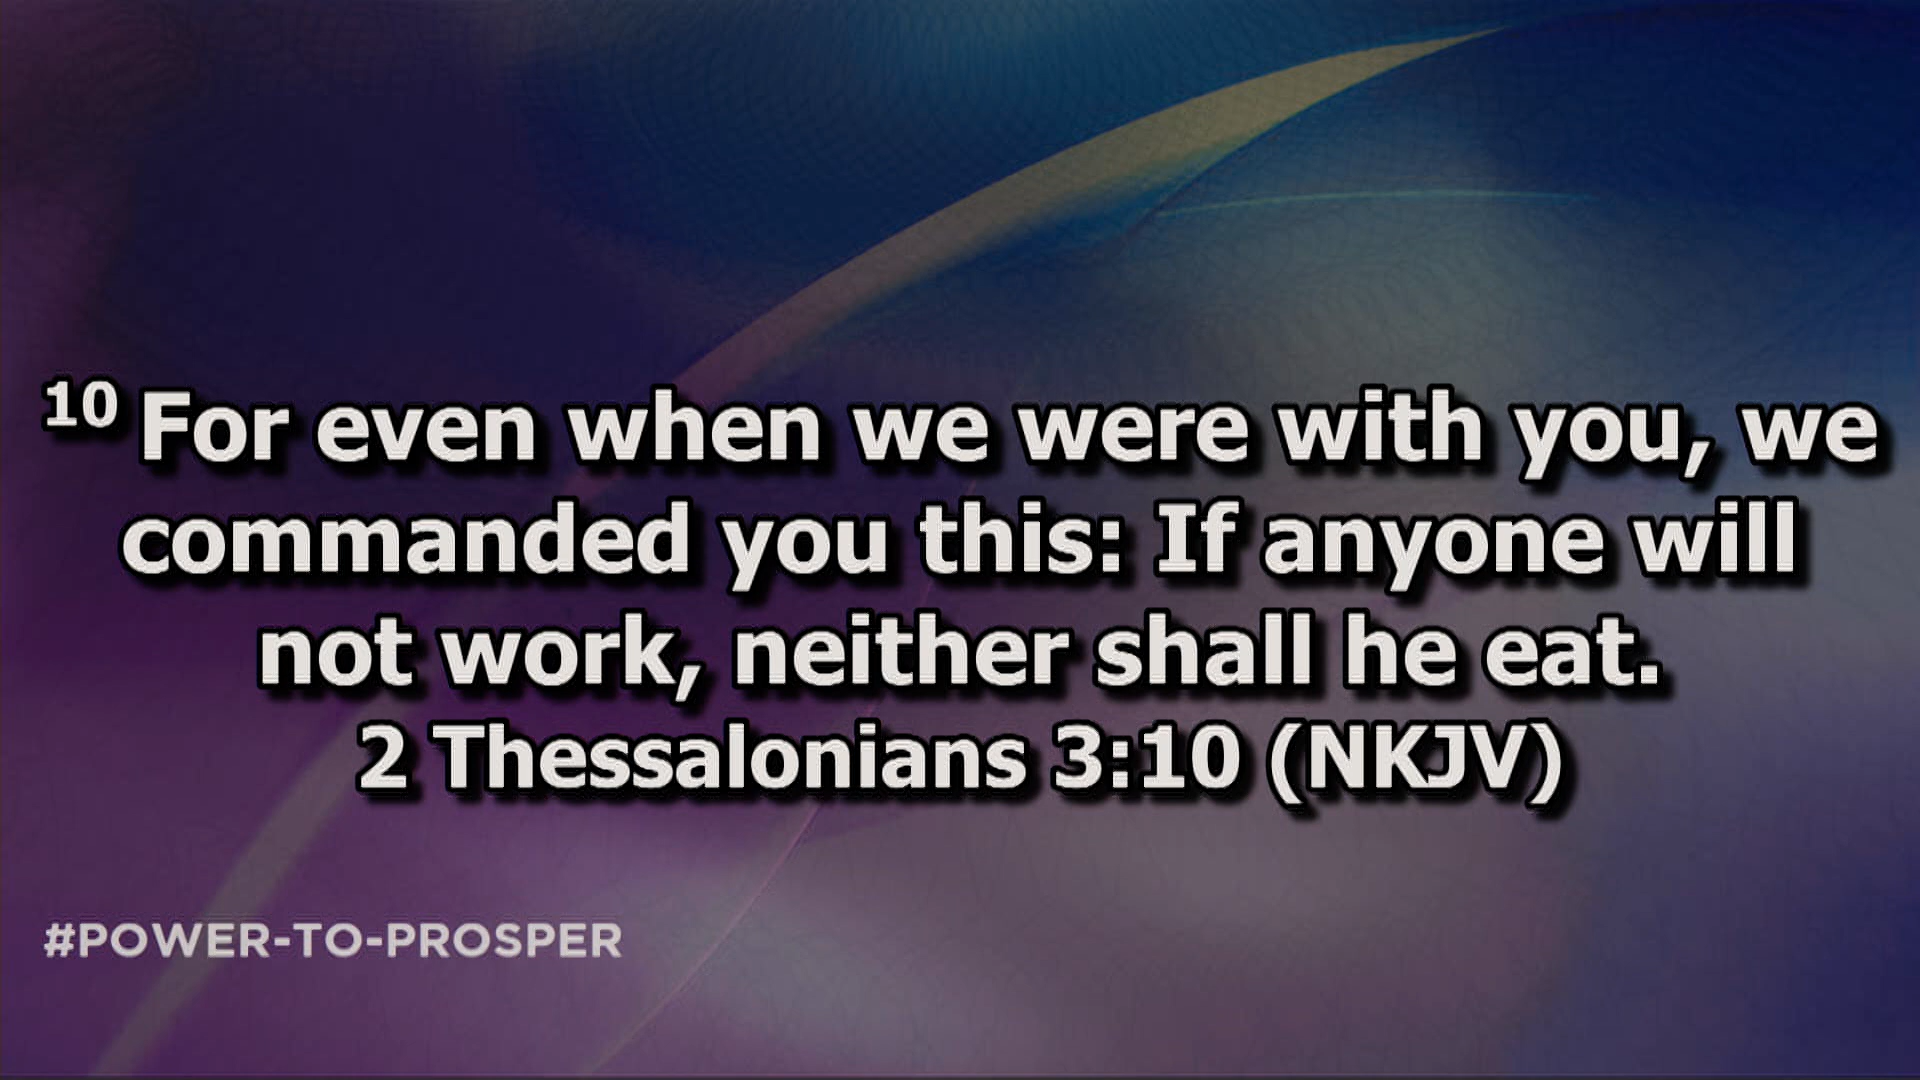 10 For even when we were with you, we
commanded you this: If anyone will
not work, neither shall he eat.
2 Thessalonians 3:10 (NKJV)
#POWER-TO-PROSPER